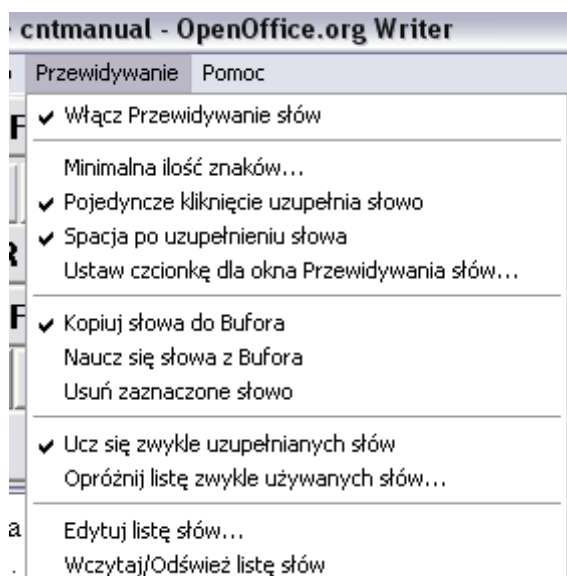 cntmanual - OpenOffice.org Writer
Przewidywanie Pomoc
F
Włącz Przewidywanie słów
Minimalna ilość znaków...
Pojedyncze kliknięcie uzupełnia słowo
Spacja po uzupełnieniu słowa
Ustaw czcionkę dla okna Przewidywania słów...
F
Kopiuj słowa do Bufora
Naucz się słowa z Bufora
Usuń zaznaczone słowo
Ucz się zwykle uzupełnianych słów
Opróżnij listę zwykle używanych słów...
a
Edytuj listę słów...
Wczytaj/Odśwież listę słów